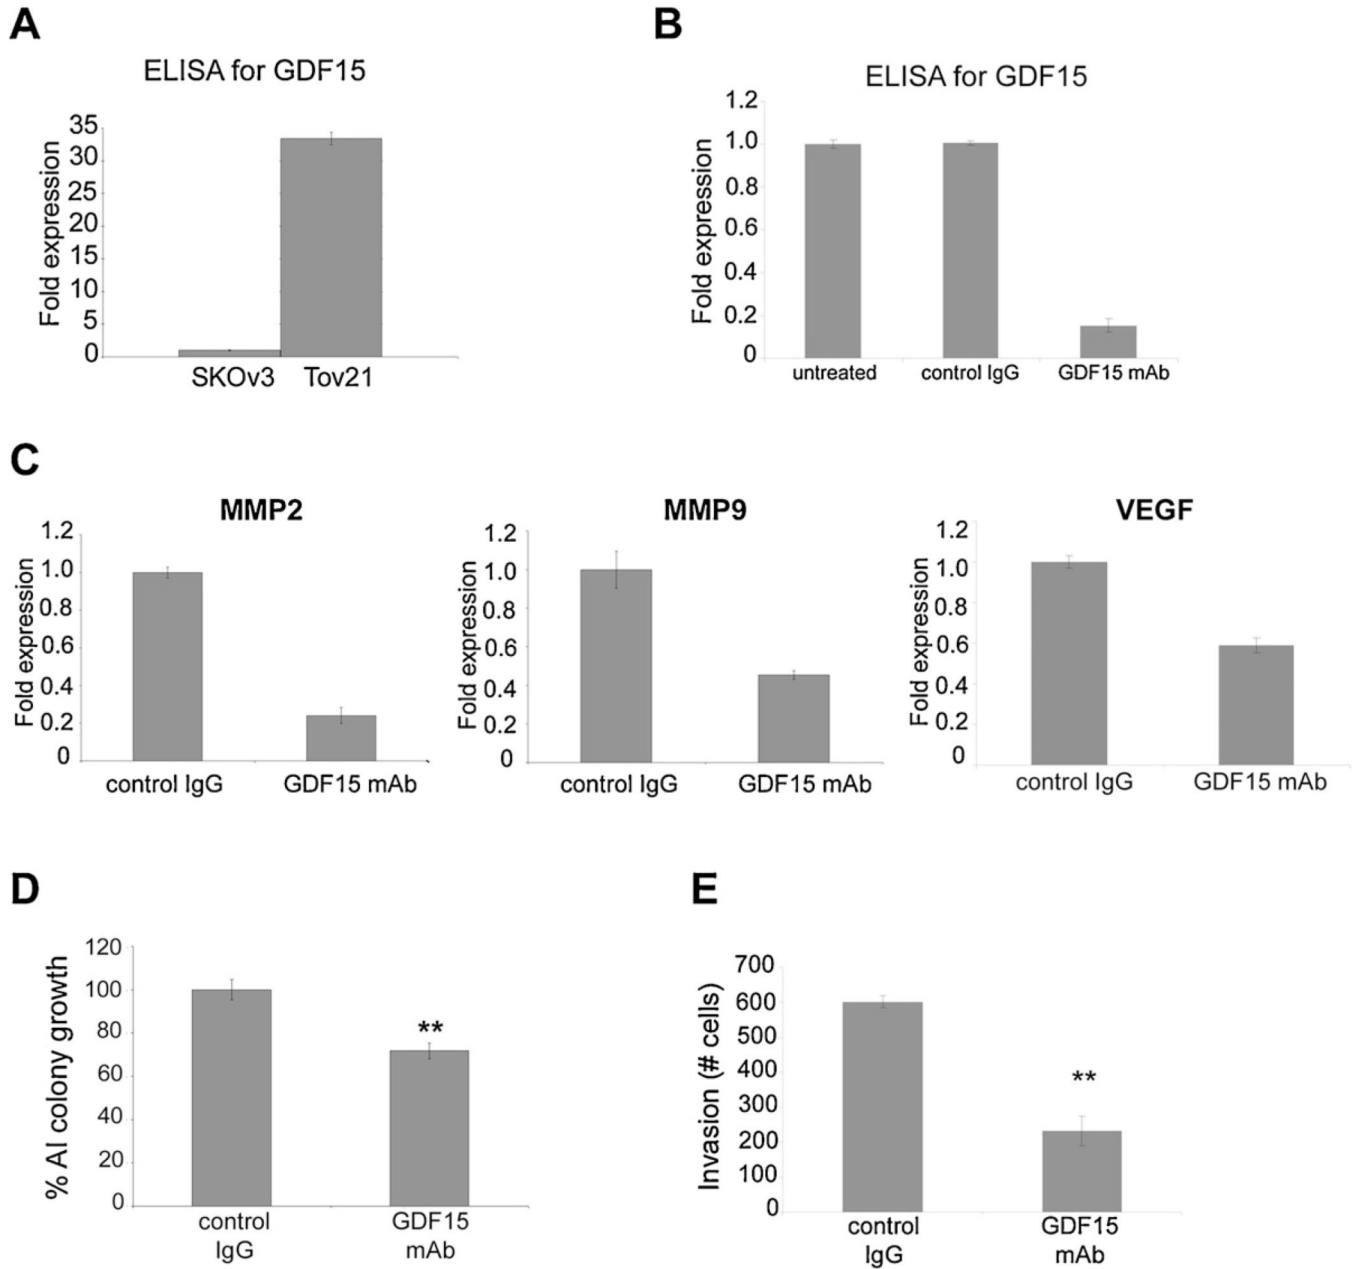 A
ELISA for GDF15
Fold expression
35
30
25
20
15
10
5
0
SKOv3 Tov21
B
ELISA for GDF15
Fold expression
1.2
1.0
0.8
0.6
0.4
0.2
0
untreated control IgG GDF15 mAb
C
MMP2
Fold expression
1.2
1.0
0.8
0.6
0.4
0.2
0
control IgG GDF15 mAb
MMP9
Fold expression
1.2
1.0
0.8
0.6
0.4
0.2
0
control IgG GDF15 mAb
VEGF
Fold expression
1.2
1.0
0.8
0.6
0.4
0.2
0
control IgG GDF15 mAb
D
% AI colony growth
120
100
80
60
40
20
0
**
control GDF15
IgG mAb
E
Invasion (# cells)
700
600
500
400
300
200
100
0
**
control GDF15
IgG mAb